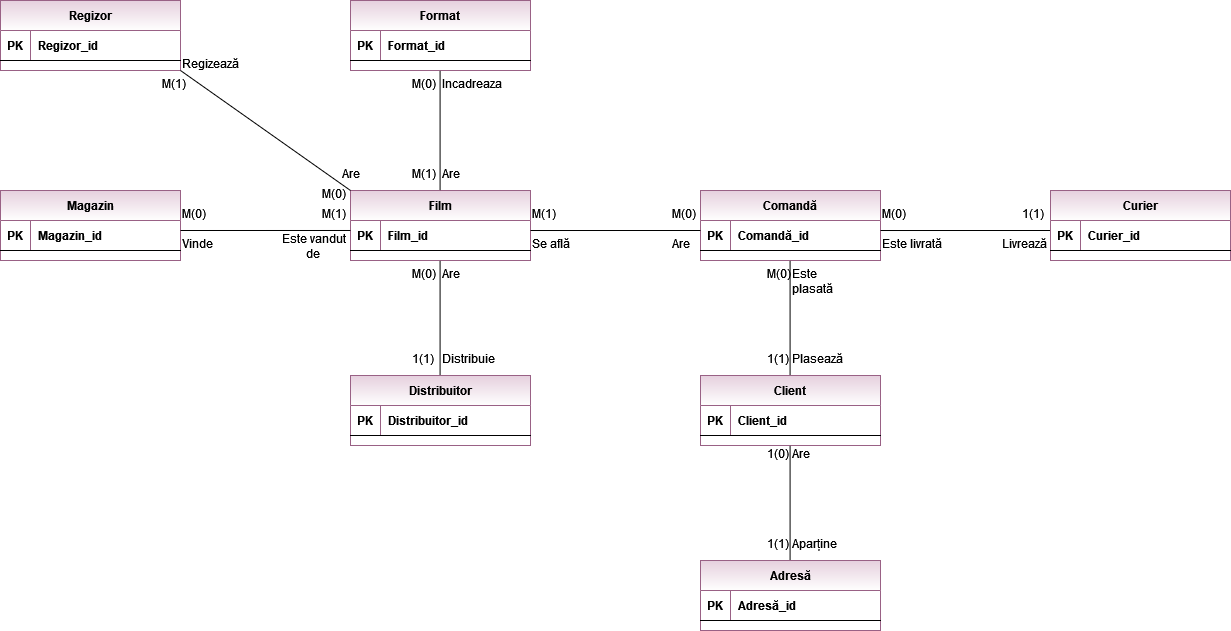 Regizor
PK Regizor_id
Format
PK Format_id
Regizează
M(1)
M(0) Incadreaza
Are
M(0)
M(1) Are
Magazin
PK Magazin_id
M(0)
Vinde
M(1)
Este vandut
de
Film
PK Film_id
M(1)
Se află
M(0)
Are
Comandă
PK Comandă_id
M(0)
Este livrată
1(1)
Livrează
Curier
PK Curier_id
M(0) Are
M(0) Este
plasată
1(1) Distribuie
1(1) Plasează
Distribuitor
PK Distribuitor_id
Client
PK Client_id
1(0) Are
1(1) Aparține
Adresă
PK Adresă_id